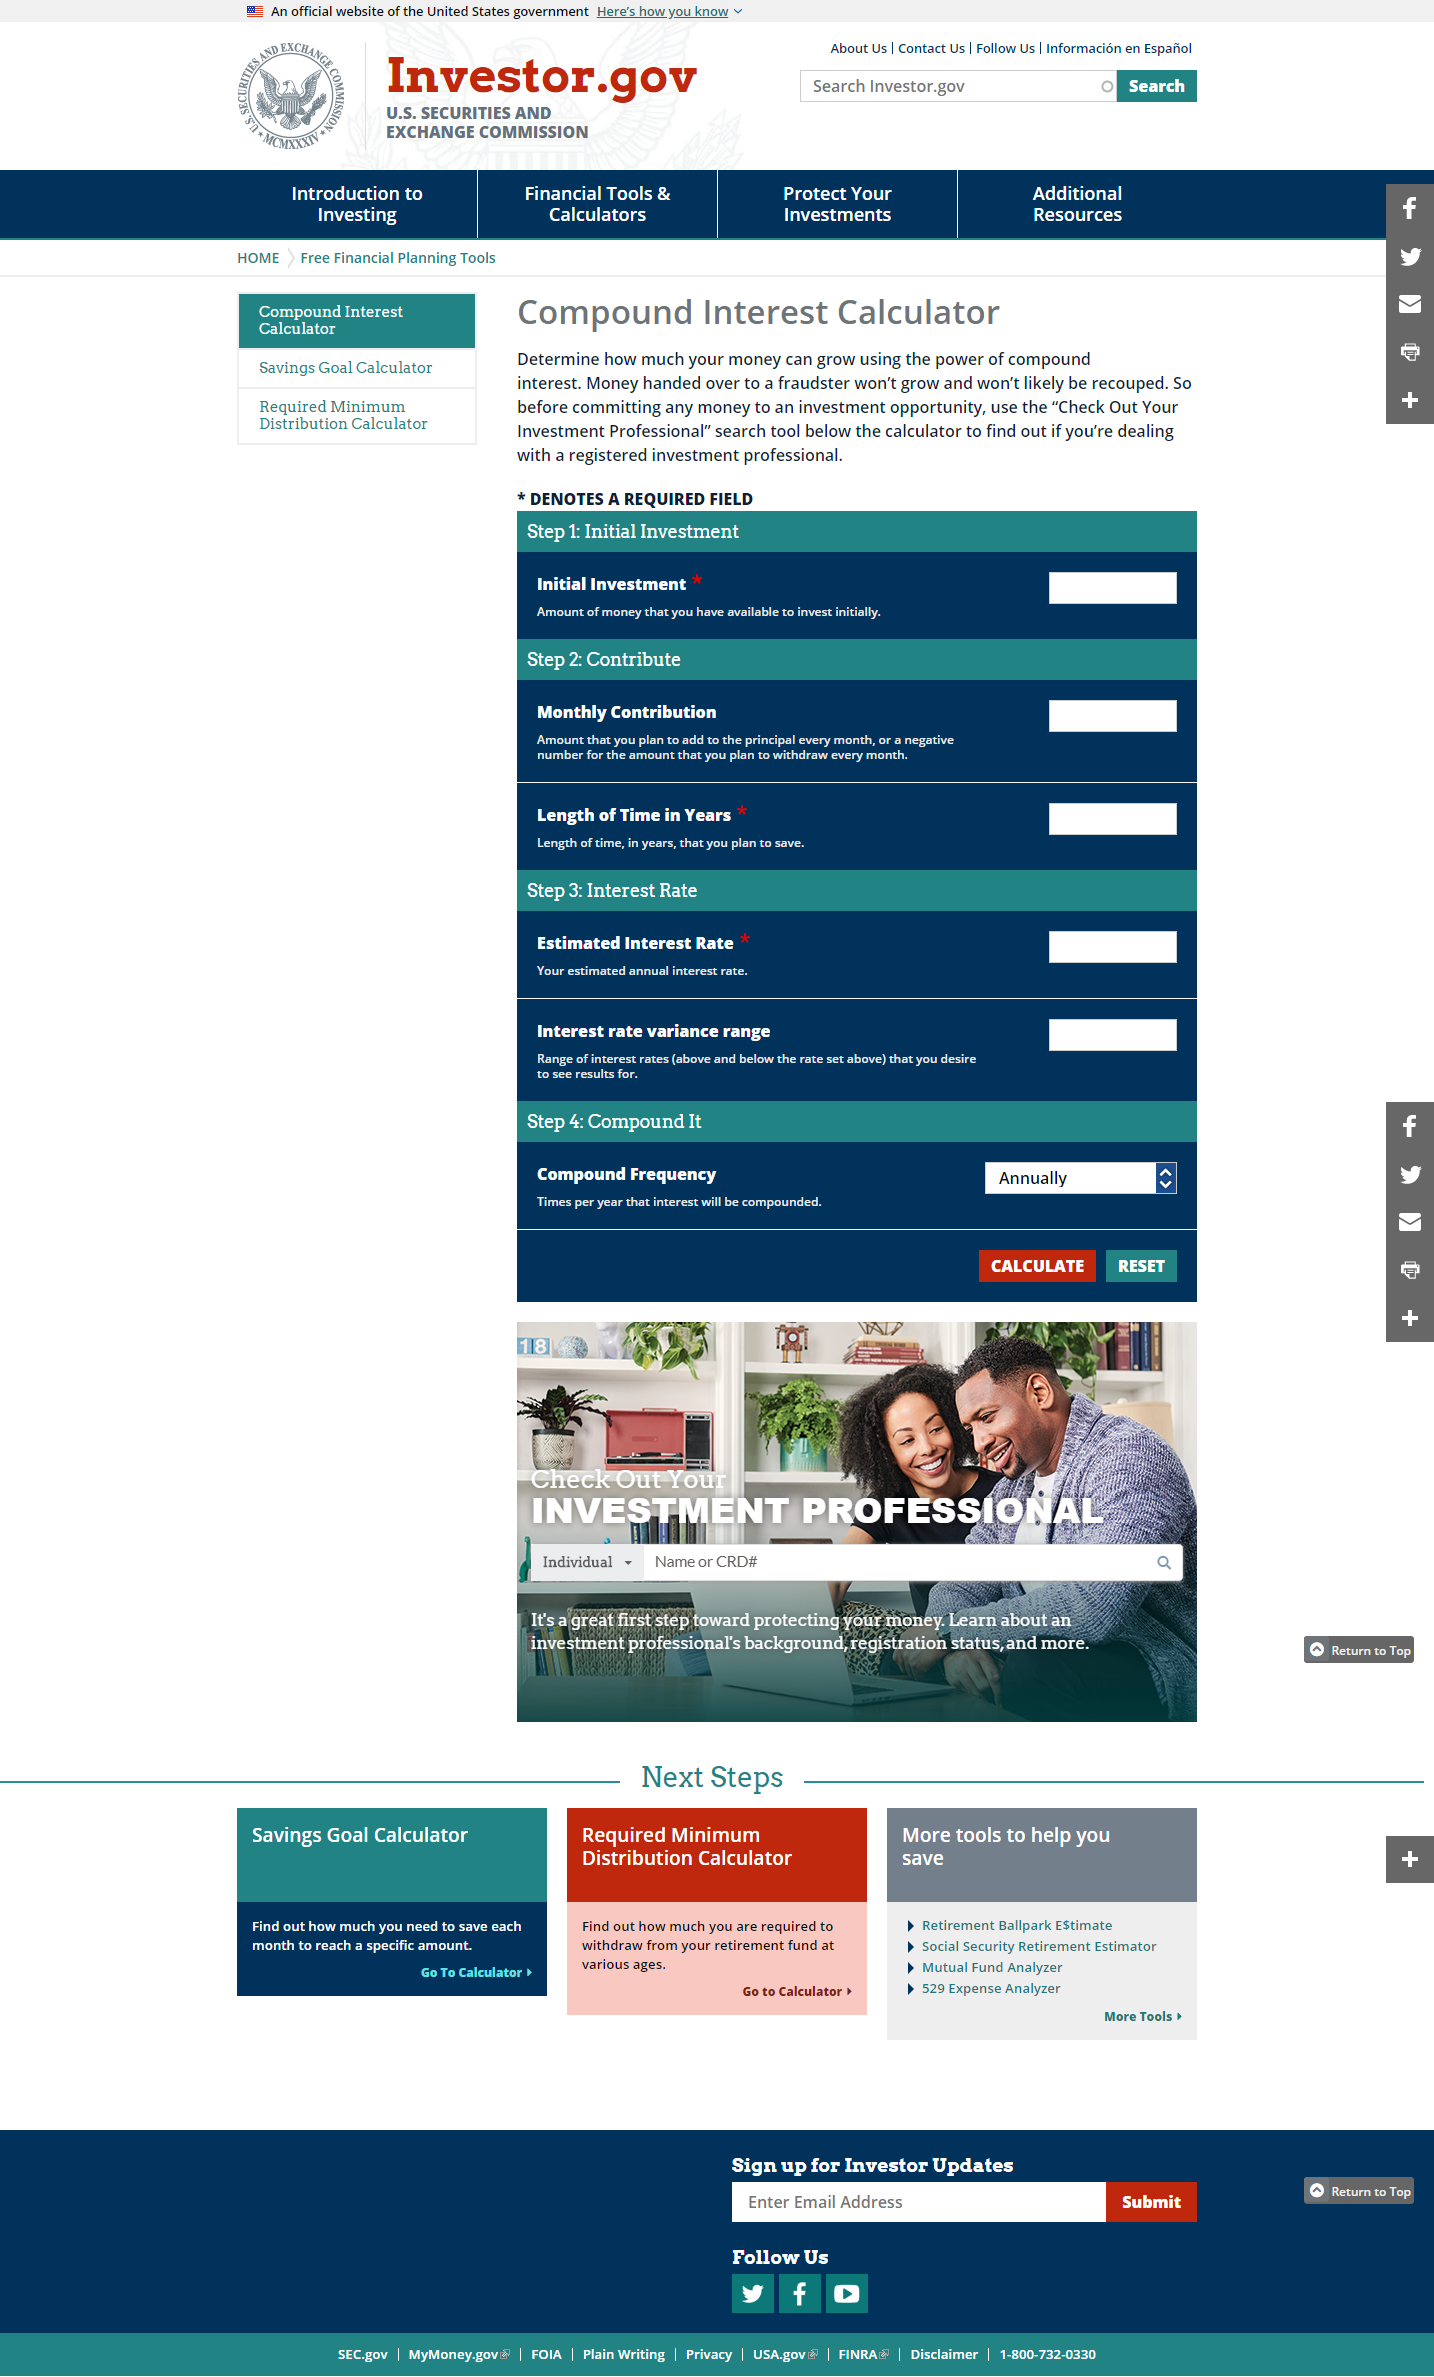 An official website of the United States government Here's how you know
U.S. SECURITIES AND EXCHANGE COMMISSION
MCMXXXIV
Investor.gov
U.S. SECURITIES AND
EXCHANGE COMMISSION
About Us | Contact Us | Follow Us | Información en Español
Search Investor.gov
Search
Introduction to
Investing
Financial Tools &
Calculators
Protect Your
Investments
Additional
Resources
HOME
Free Financial Planning Tools
Compound Interest
Calculator
Savings Goal Calculator
Required Minimum
Distribution Calculator
Compound Interest Calculator
Determine how much your money can grow using the power of compound
interest. Money handed over to a fraudster won't grow and won't likely be recouped. So
before committing any money to an investment opportunity, use the “Check Out Your
Investment Professional” search tool below the calculator to find out if you're dealing
with a registered investment professional.
* DENOTES A REQUIRED FIELD
Step 1: Initial Investment
Initial Investment *
Amount of money that you have available to invest initially.
Step 2: Contribute
Monthly Contribution
Amount that you plan to add to the principal every month, or a negative
number for the amount that you plan to withdraw every month.
Length of Time in Years *
Length of time, in years, that you plan to save.
Step 3: Interest Rate
Estimated Interest Rate *
Your estimated annual interest rate.
Interest rate variance range
Range of interest rates (above and below the rate set above) that you desire
to see results for.
Step 4: Compound It
Compound Frequency
Annually
Times per year that interest will be compounded.
CALCULATE
RESET
18
Check Out Your
INVESTMENT PROFESSIONAL
Individual
Name or CRD#
It's a great first step toward protecting your money. Learn about an
investment professional's background, registration status, and more.
Return to Top
Next Steps
Savings Goal Calculator
Find out how much you need to save each
month to reach a specific amount.
Go To Calculator
Required Minimum
Distribution Calculator
Find out how much you are required to
withdraw from your retirement fund at
various ages.
Go to Calculator
More tools to help you
save
Retirement Ballpark E$timate
Social Security Retirement Estimator
Mutual Fund Analyzer
529 Expense Analyzer
More Tools
Sign up for Investor Updates
Enter Email Address
Submit
Return to Top
Follow Us
SEC.gov | MyMoney.gov | FOIA | Plain Writing | Privacy | USA.gov | FINRA | Disclaimer | 1-800-732-0330